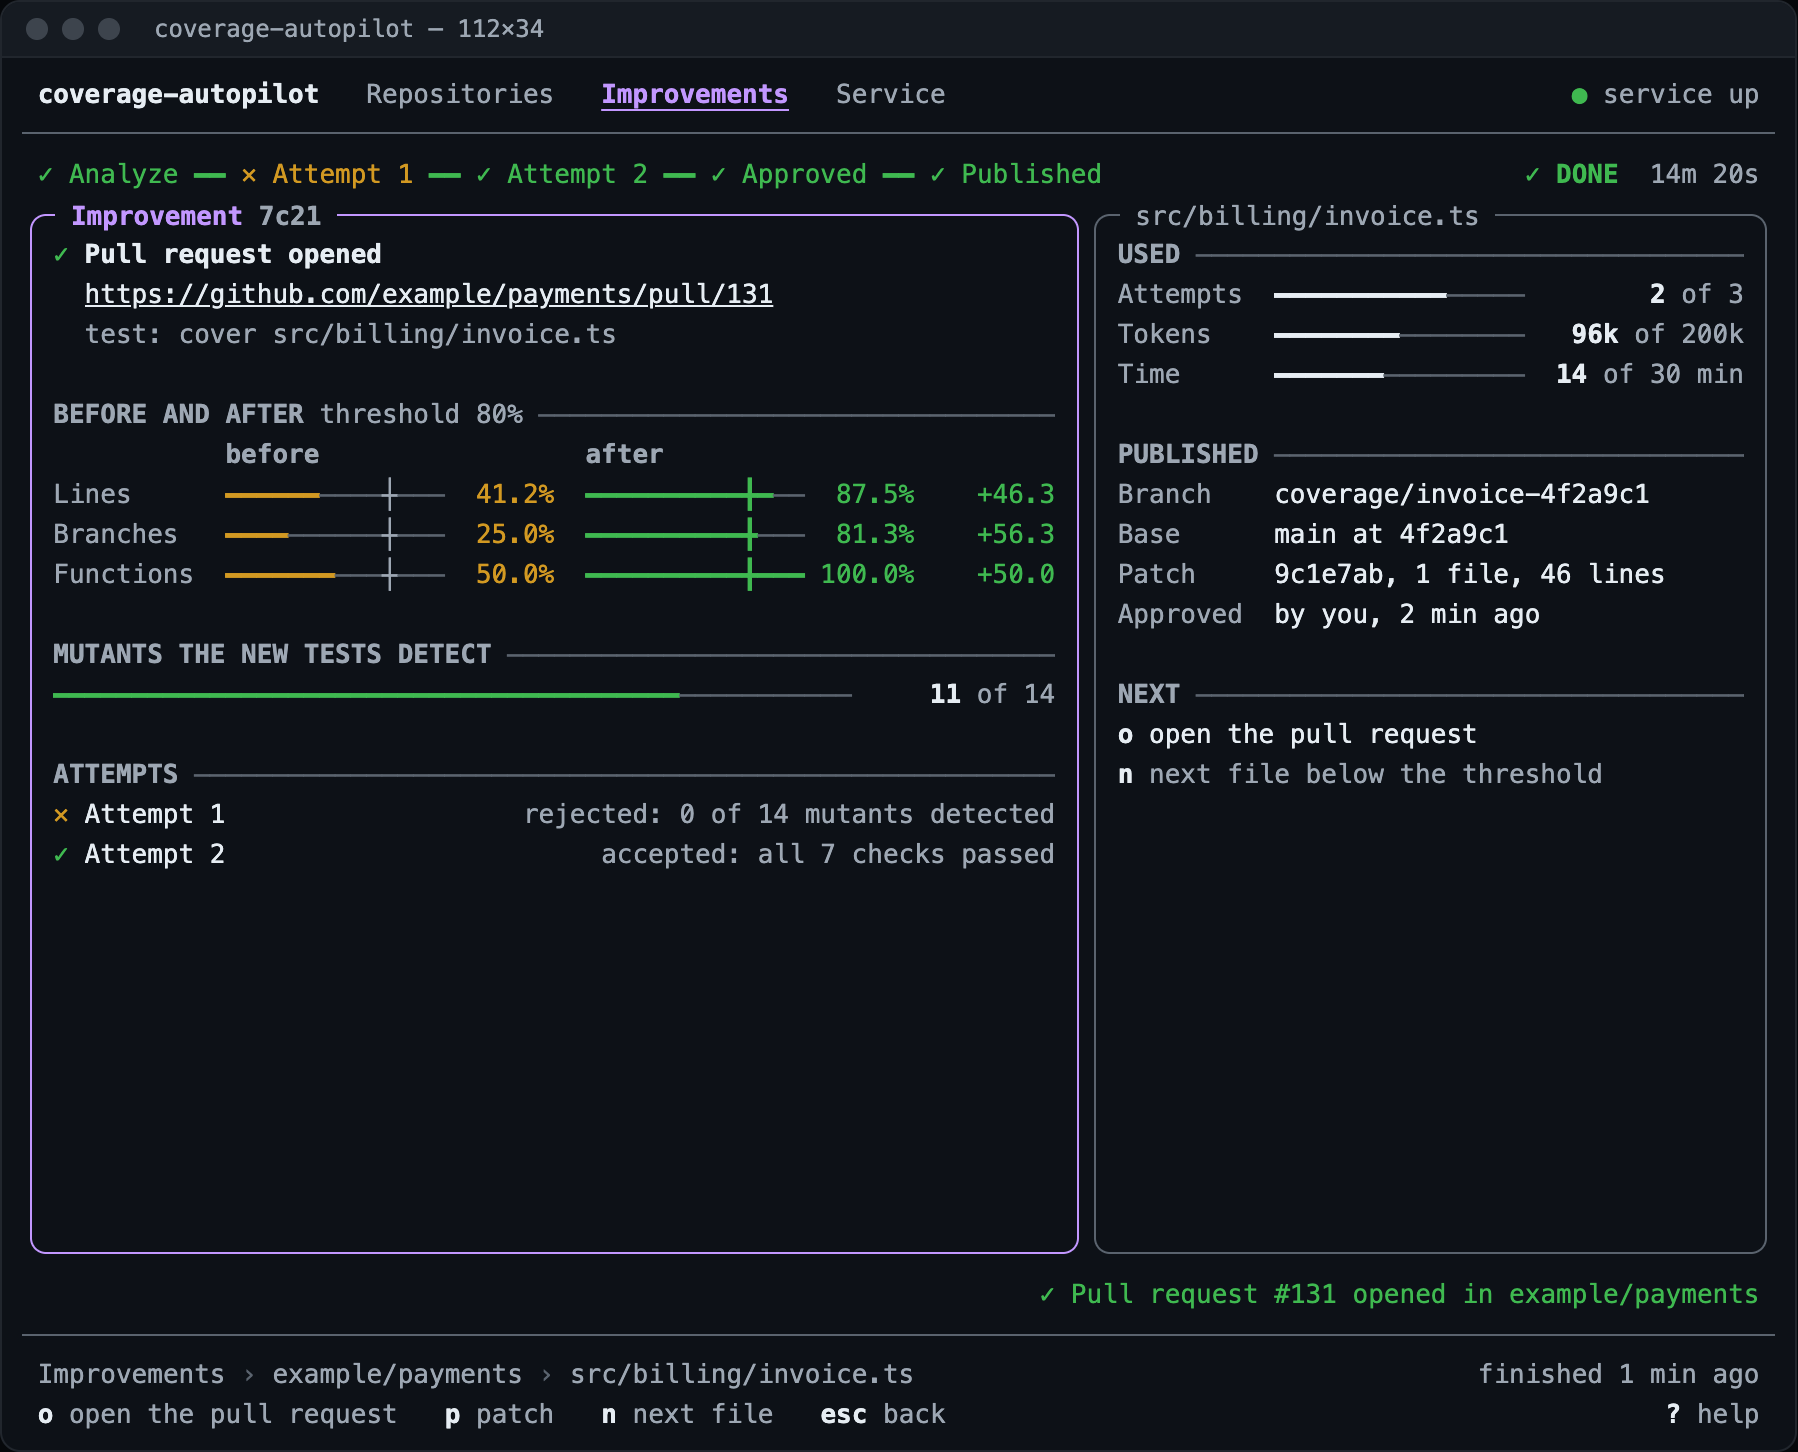 coverage-autopilot — 112×34
coverage-autopilot Repositories Improvements Service ● service up
✓ Analyze ━━ × Attempt 1 ━━ ✓ Attempt 2 ━━ ✓ Approved ━━ ✓ Published ✓ DONE 14m 20s
Improvement 7c21
✓ Pull request opened
https://github.com/example/payments/pull/131
test: cover src/billing/invoice.ts
BEFORE AND AFTER threshold 80%
before after
Lines 41.2% 87.5% +46.3
Branches 25.0% 81.3% +56.3
Functions 50.0% 100.0% +50.0
MUTANTS THE NEW TESTS DETECT
11 of 14
ATTEMPTS
× Attempt 1 rejected: 0 of 14 mutants detected
✓ Attempt 2 accepted: all 7 checks passed
src/billing/invoice.ts
USED
Attempts 2 of 3
Tokens 96k of 200k
Time 14 of 30 min
PUBLISHED
Branch coverage/invoice-4f2a9c1
Base main at 4f2a9c1
Patch 9c1e7ab, 1 file, 46 lines
Approved by you, 2 min ago
NEXT
o open the pull request
n next file below the threshold
✓ Pull request #131 opened in example/payments
Improvements › example/payments › src/billing/invoice.ts finished 1 min ago
o open the pull request p patch n next file esc back ? help